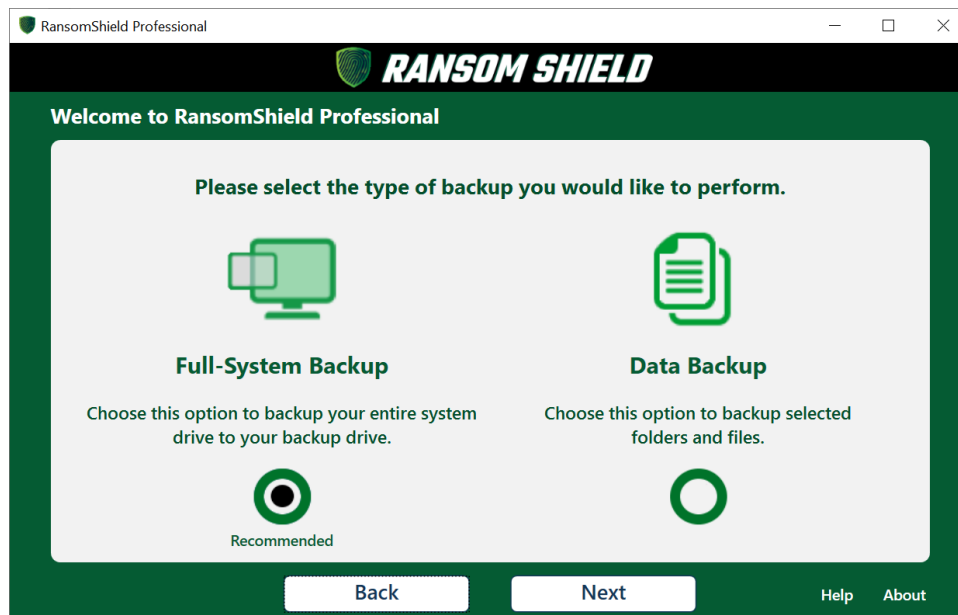 RansomShield Professional
RANSOM SHIELD
Welcome to RansomShield Professional
Please select the type of backup you would like to perform.
Full-System Backup
Choose this option to backup your entire system
drive to your backup drive.
Recommended
Data Backup
Choose this option to backup selected
folders and files.
Back
Next
Help
About